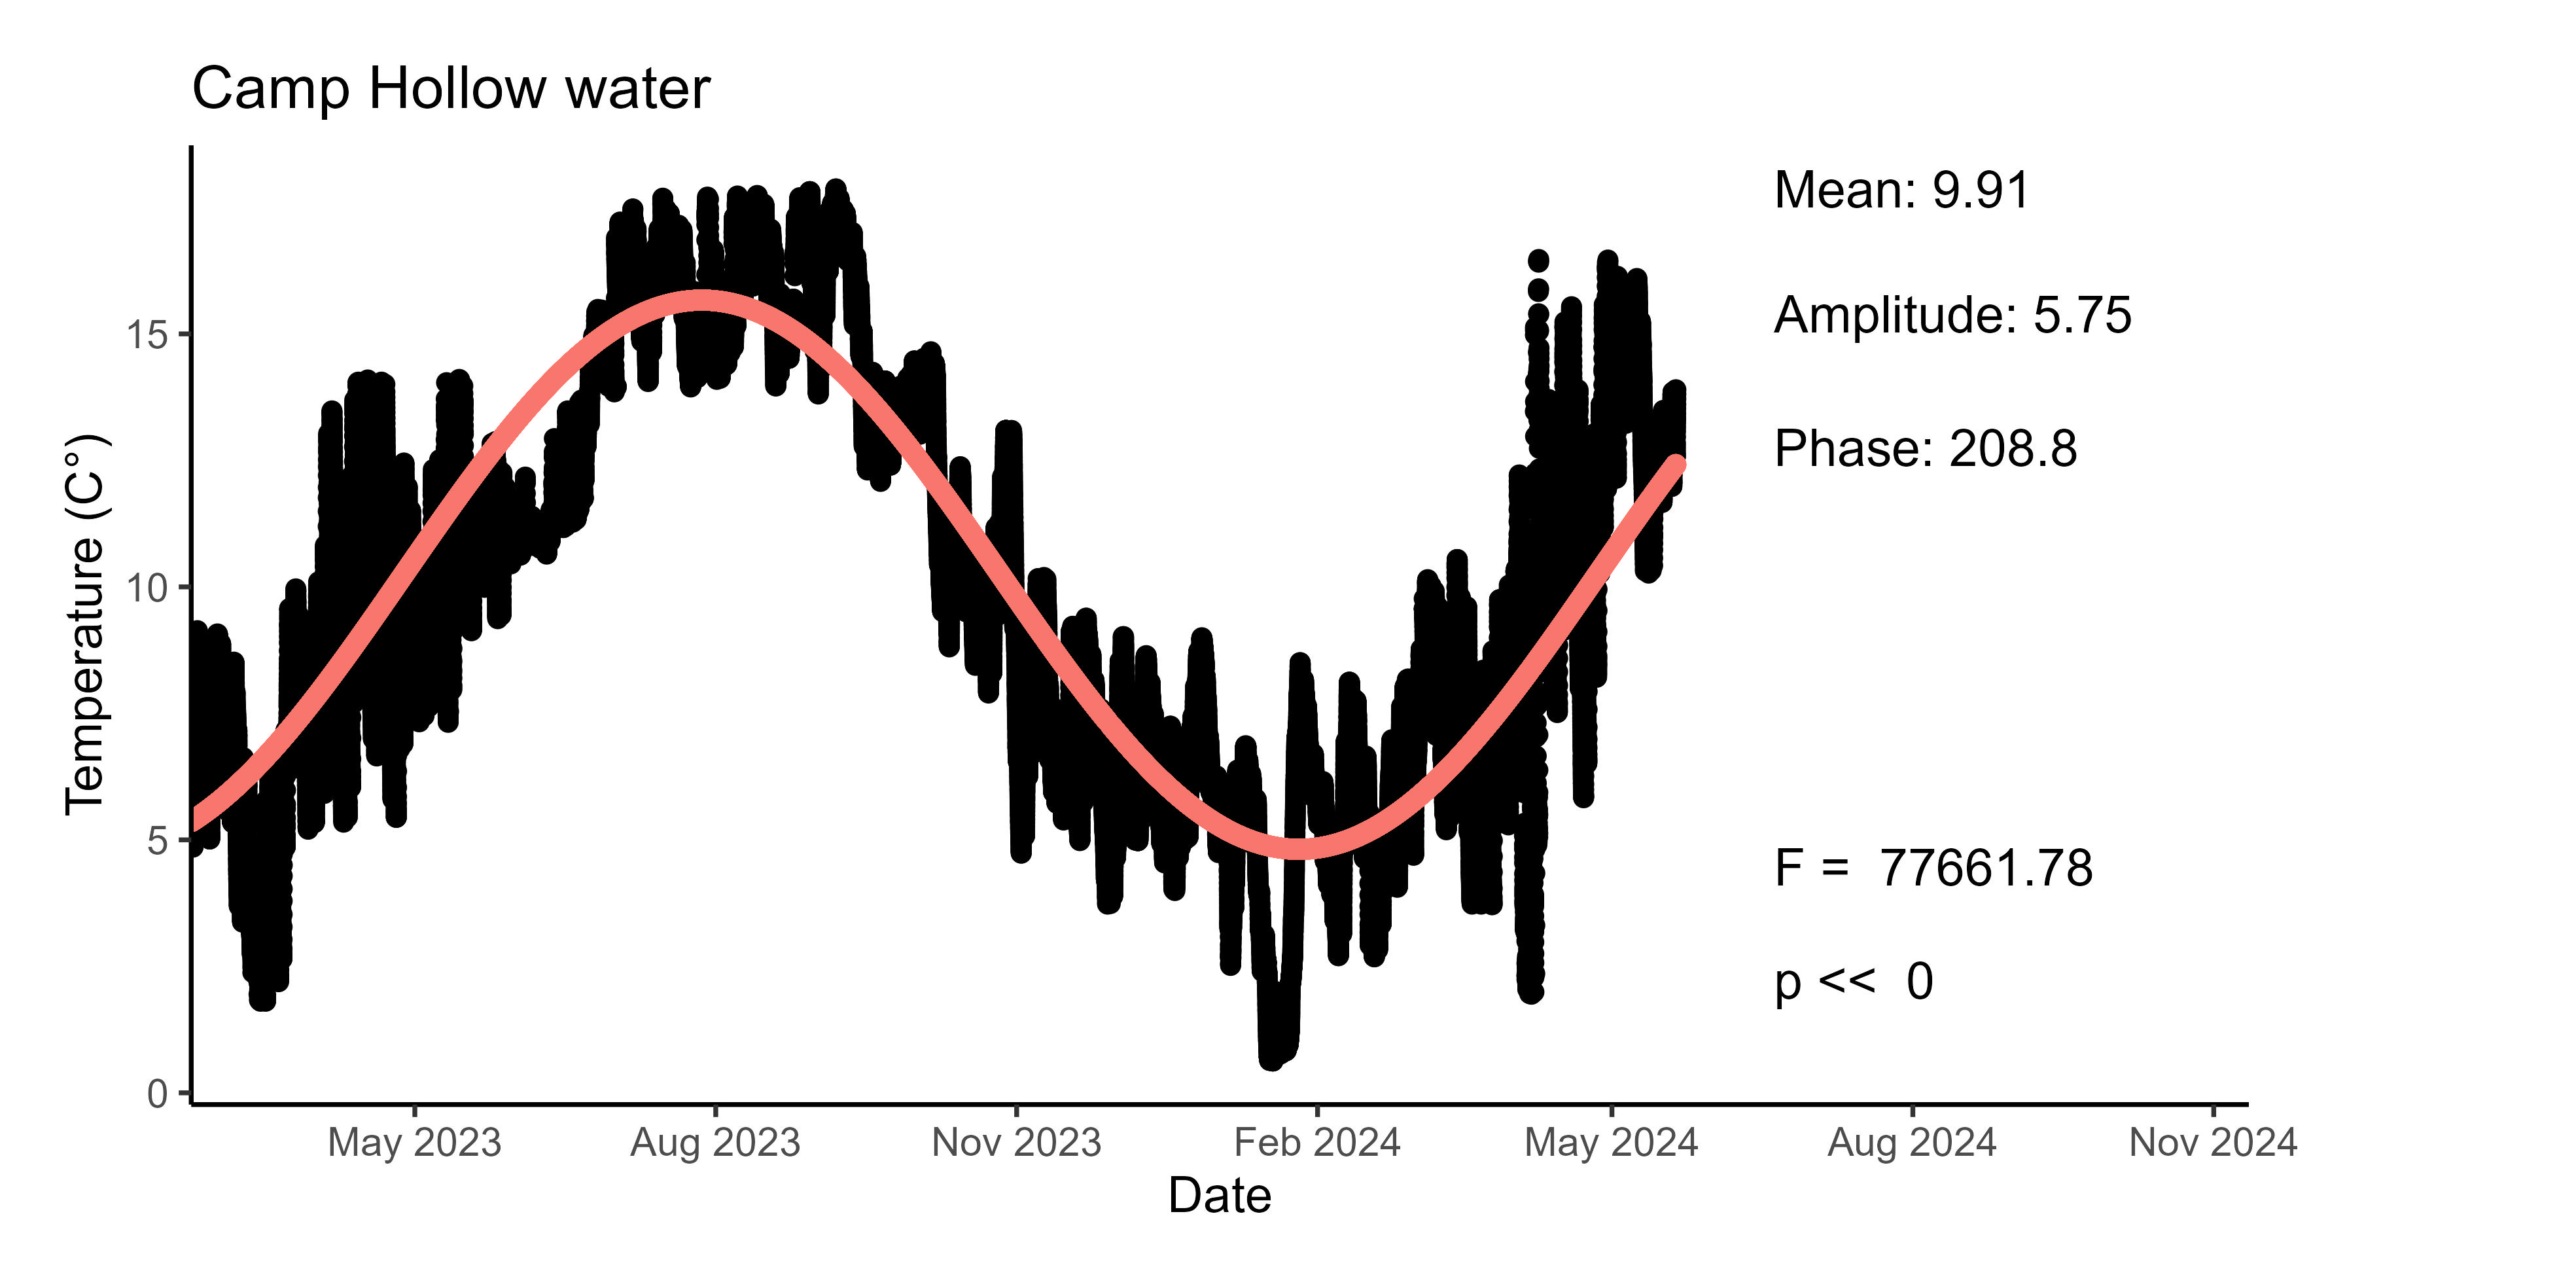 Camp Hollow water
Mean: 9.91
Amplitude: 5.75
Phase: 208.8
F =  77661.78
p <<  0
Temperature (C°)
15
10
5
0
May 2023 Aug 2023 Nov 2023 Feb 2024 May 2024 Aug 2024 Nov 2024
Date